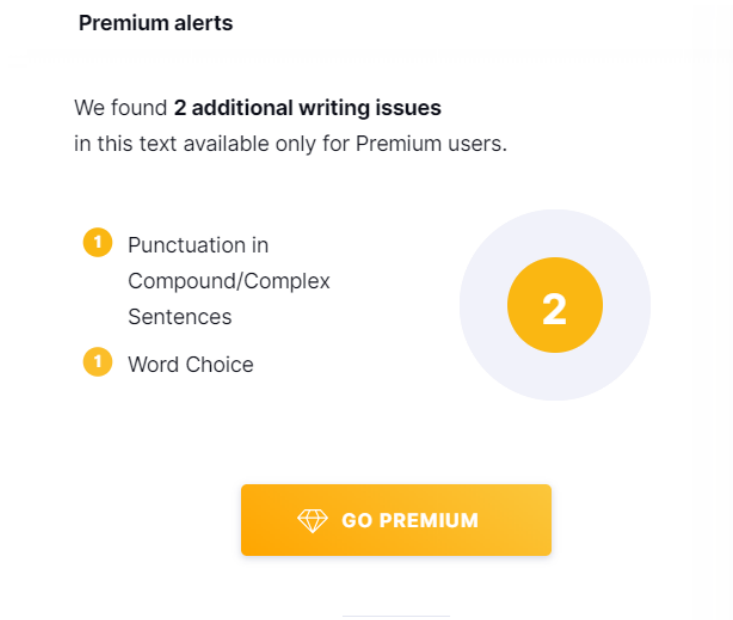 Premium alerts
We found 2 additional writing issues
in this text available only for Premium users.
1 Punctuation in
Compound/Complex
Sentences
1 Word Choice
2
GO PREMIUM